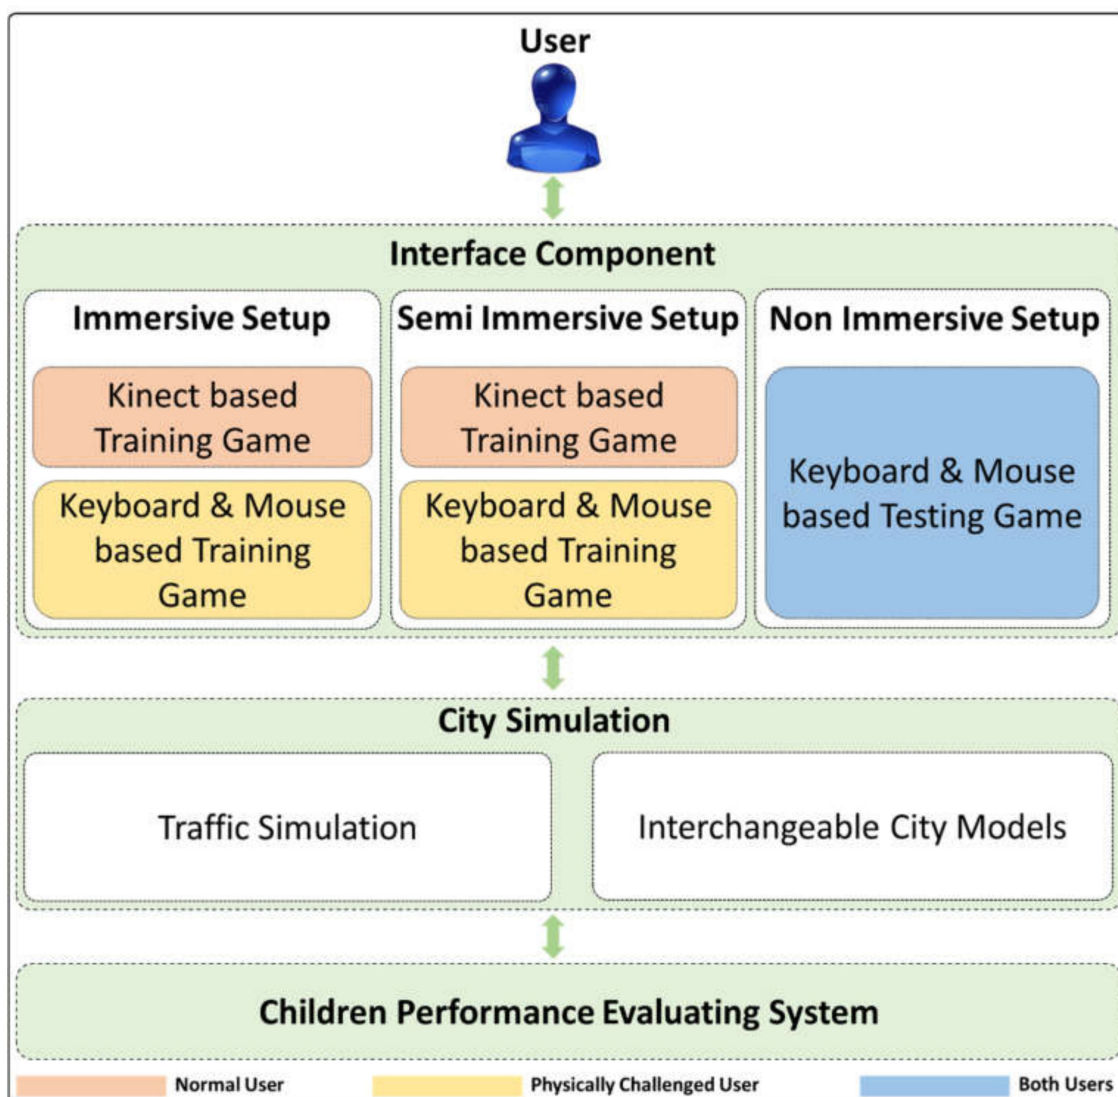 User
Interface Component
Immersive Setup
Kinect based
Training Game
Keyboard & Mouse
based Training
Game
Semi Immersive Setup
Kinect based
Training Game
Keyboard & Mouse
based Training
Game
Non Immersive Setup
Keyboard & Mouse
based Testing Game
City Simulation
Traffic Simulation
Interchangeable City Models
Children Performance Evaluating System
Normal User
Physically Challenged User
Both Users